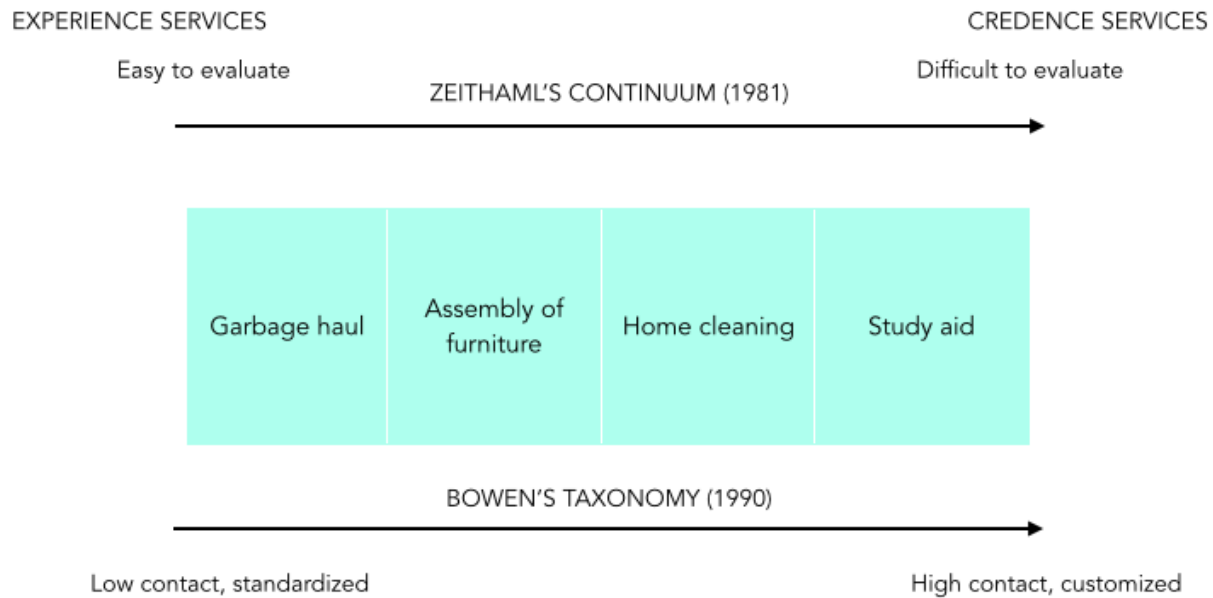 EXPERIENCE SERVICES
CREDENCE SERVICES
Easy to evaluate
Difficult to evaluate
ZEITHAML'S CONTINUUM (1981)
Garbage haul
Assembly of
furniture
Home cleaning
Study aid
BOWEN'S TAXONOMY (1990)
Low contact, standardized
High contact, customized